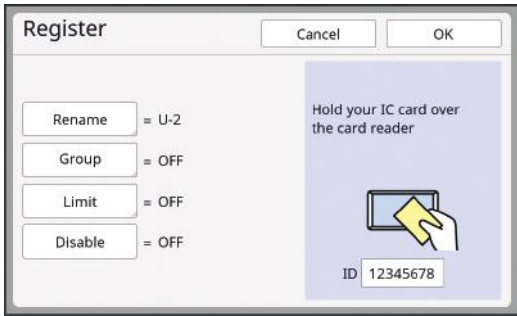 Register
Cancel
OK
Rename = U-2
Group = OFF
Limit = OFF
Disable = OFF
Hold your IC card over
the card reader
ID 12345678